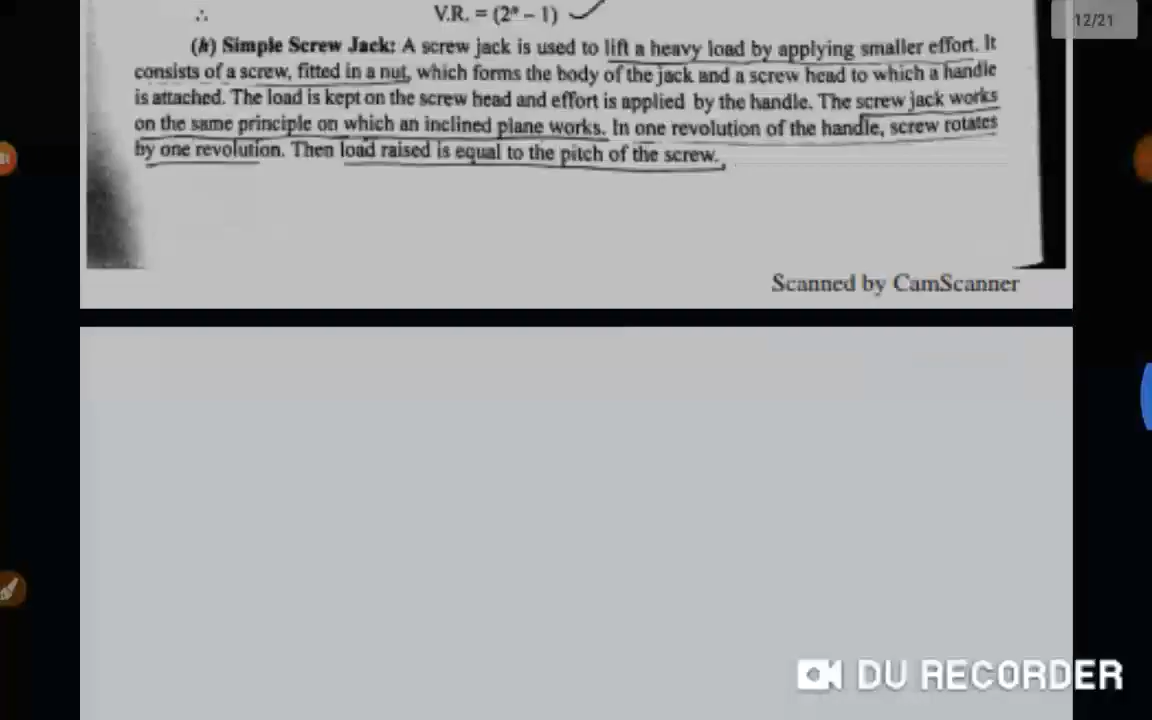 12/21
∴ V.R. = (2ⁿ – 1)
(h) Simple Screw Jack: A screw jack is used to lift a heavy load by applying smaller effort. It
consists of a screw, fitted in a nut, which forms the body of the jack and a screw head to which a handle
is attached. The load is kept on the screw head and effort is applied by the handle. The screw jack works
on the same principle on which an inclined plane works. In one revolution of the handle, screw rotates
by one revolution. Then load raised is equal to the pitch of the screw.
Scanned by CamScanner
DU RECORDER